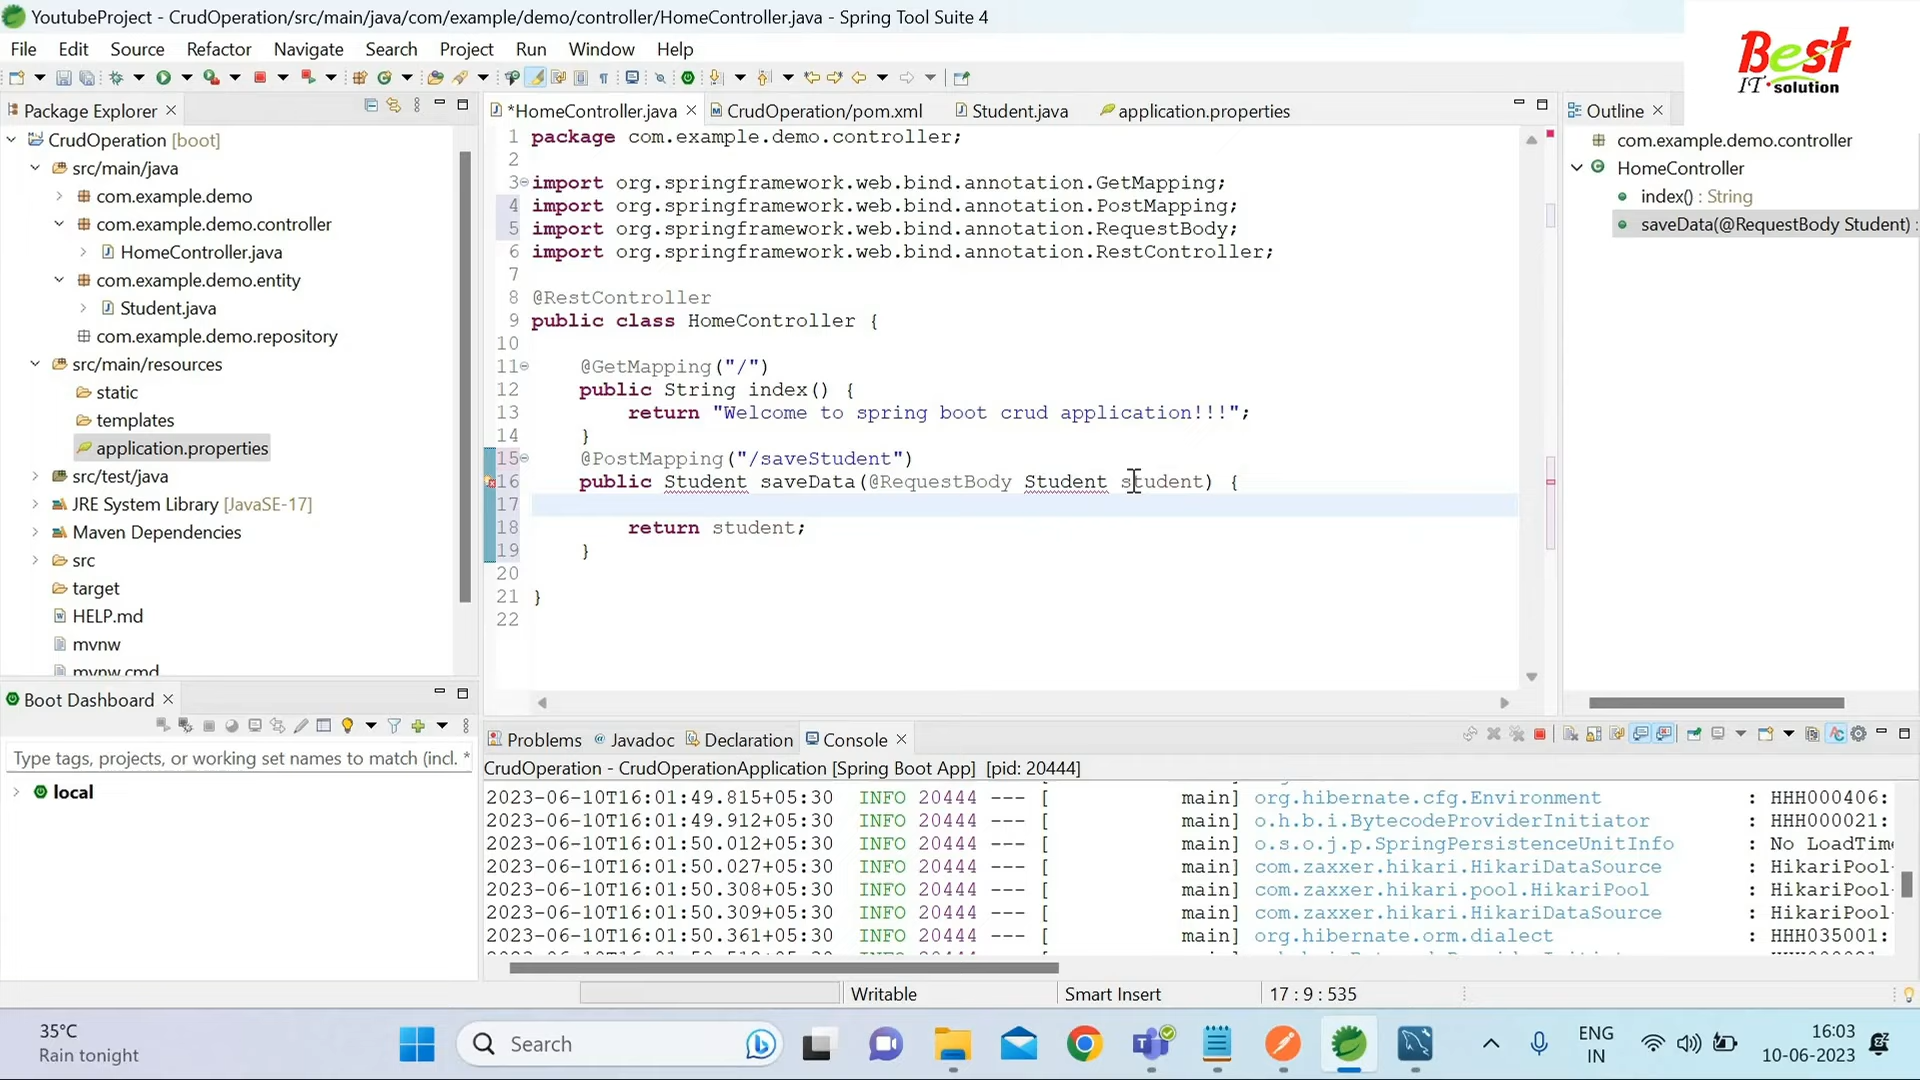 YoutubeProject - CrudOperation/src/main/java/com/example/demo/controller/HomeController.java - Spring Tool Suite 4
File Edit Source Refactor Navigate Search Project Run Window Help
Best
IT solution
Package Explorer
CrudOperation [boot]
src/main/java
com.example.demo
com.example.demo.controller
HomeController.java
com.example.demo.entity
Student.java
com.example.demo.repository
src/main/resources
static
templates
application.properties
src/test/java
JRE System Library [JavaSE-17]
Maven Dependencies
src
target
HELP.md
mvnw
mvnw.cmd
*HomeController.java CrudOperation/pom.xml Student.java application.properties
1 package com.example.demo.controller;
2
3 import org.springframework.web.bind.annotation.GetMapping;
4 import org.springframework.web.bind.annotation.PostMapping;
5 import org.springframework.web.bind.annotation.RequestBody;
6 import org.springframework.web.bind.annotation.RestController;
7
8 @RestController
9 public class HomeController {
10
11 @GetMapping("/")
12 public String index() {
13 return "Welcome to spring boot crud application!!!";
14 }
15 @PostMapping("/saveStudent")
16 public Student saveData(@RequestBody Student student) {
17
18 return student;
19 }
20
21 }
22
Outline
com.example.demo.controller
HomeController
index() : String
saveData(@RequestBody Student) :
Boot Dashboard
Type tags, projects, or working set names to match (incl. *
local
Problems Javadoc Declaration Console
CrudOperation - CrudOperationApplication [Spring Boot App] [pid: 20444]
2023-06-10T16:01:49.815+05:30 INFO 20444 --- [ main] org.hibernate.cfg.Environment : HHH000406:
2023-06-10T16:01:49.912+05:30 INFO 20444 --- [ main] o.h.b.i.BytecodeProviderInitiator : HHH000021:
2023-06-10T16:01:50.012+05:30 INFO 20444 --- [ main] o.s.o.j.p.SpringPersistenceUnitInfo : No LoadTime
2023-06-10T16:01:50.027+05:30 INFO 20444 --- [ main] com.zaxxer.hikari.HikariDataSource : HikariPool-
2023-06-10T16:01:50.308+05:30 INFO 20444 --- [ main] com.zaxxer.hikari.pool.HikariPool : HikariPool-
2023-06-10T16:01:50.309+05:30 INFO 20444 --- [ main] com.zaxxer.hikari.HikariDataSource : HikariPool-
2023-06-10T16:01:50.361+05:30 INFO 20444 --- [ main] org.hibernate.orm.dialect : HHH035001:
Writable Smart Insert 17 : 9 : 535
35°C
Rain tonight
Search
ENG
IN
16:03
10-06-2023